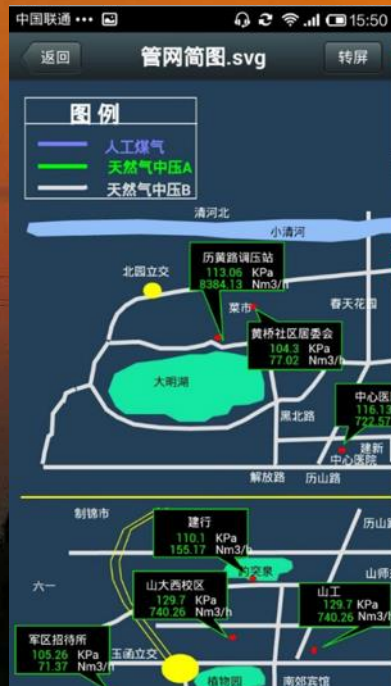 中国联通 ••• 15:50
返回 管网简图.svg 转屏
图 例
人工煤气
天然气中压A
天然气中压B
清河北
小清河
历黄路调压站
113.06 KPa
8384.13 Nm3/h
北园立交
菜市
春天花园
黄桥社区居委会
104.3 KPa
77.02 Nm3/h
大明湖
中心医
116.13
722.57
黑北路
建新
中心医院
解放路 历山路
制锦市
历山
建行
110.1 KPa
155.17 Nm3/h
趵突泉
山师
六一
山大西校区
129.7 KPa
740.26 Nm3/h
山工
129.7 KPa
740.26 Nm3/h
军区招待所
105.26 KPa
71.37 Nm3/h
玉函立交
植物园
南郊宾馆